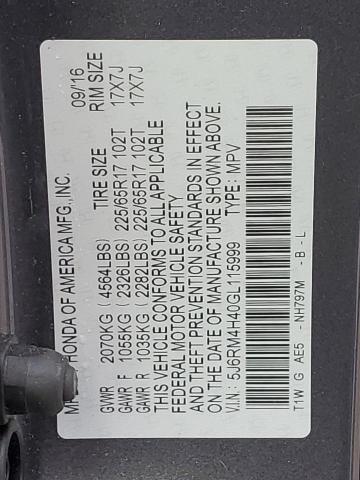 M HONDA OF AMERICA MFG.,INC. 09/'16
TIRE SIZE RIM SIZE
GVWR 2070KG (4564LBS)
GAWR F 1055KG (2326LBS) 225/65R17 102T 17X7J
GAWR R 1035KG (2282LBS) 225/65R17 102T 17X7J
THIS VEHICLE CONFORMS TO ALL APPLICABLE
FEDERAL MOTOR VEHICLE SAFETY
AND THEFT PREVENTION STANDARDS IN EFFECT
ON THE DATE OF MANUFACTURE SHOWN ABOVE.
V.I.N.: 5J6RM4H40GL115999 TYPE: MPV
T1W G AE5 -NH797M -B -L